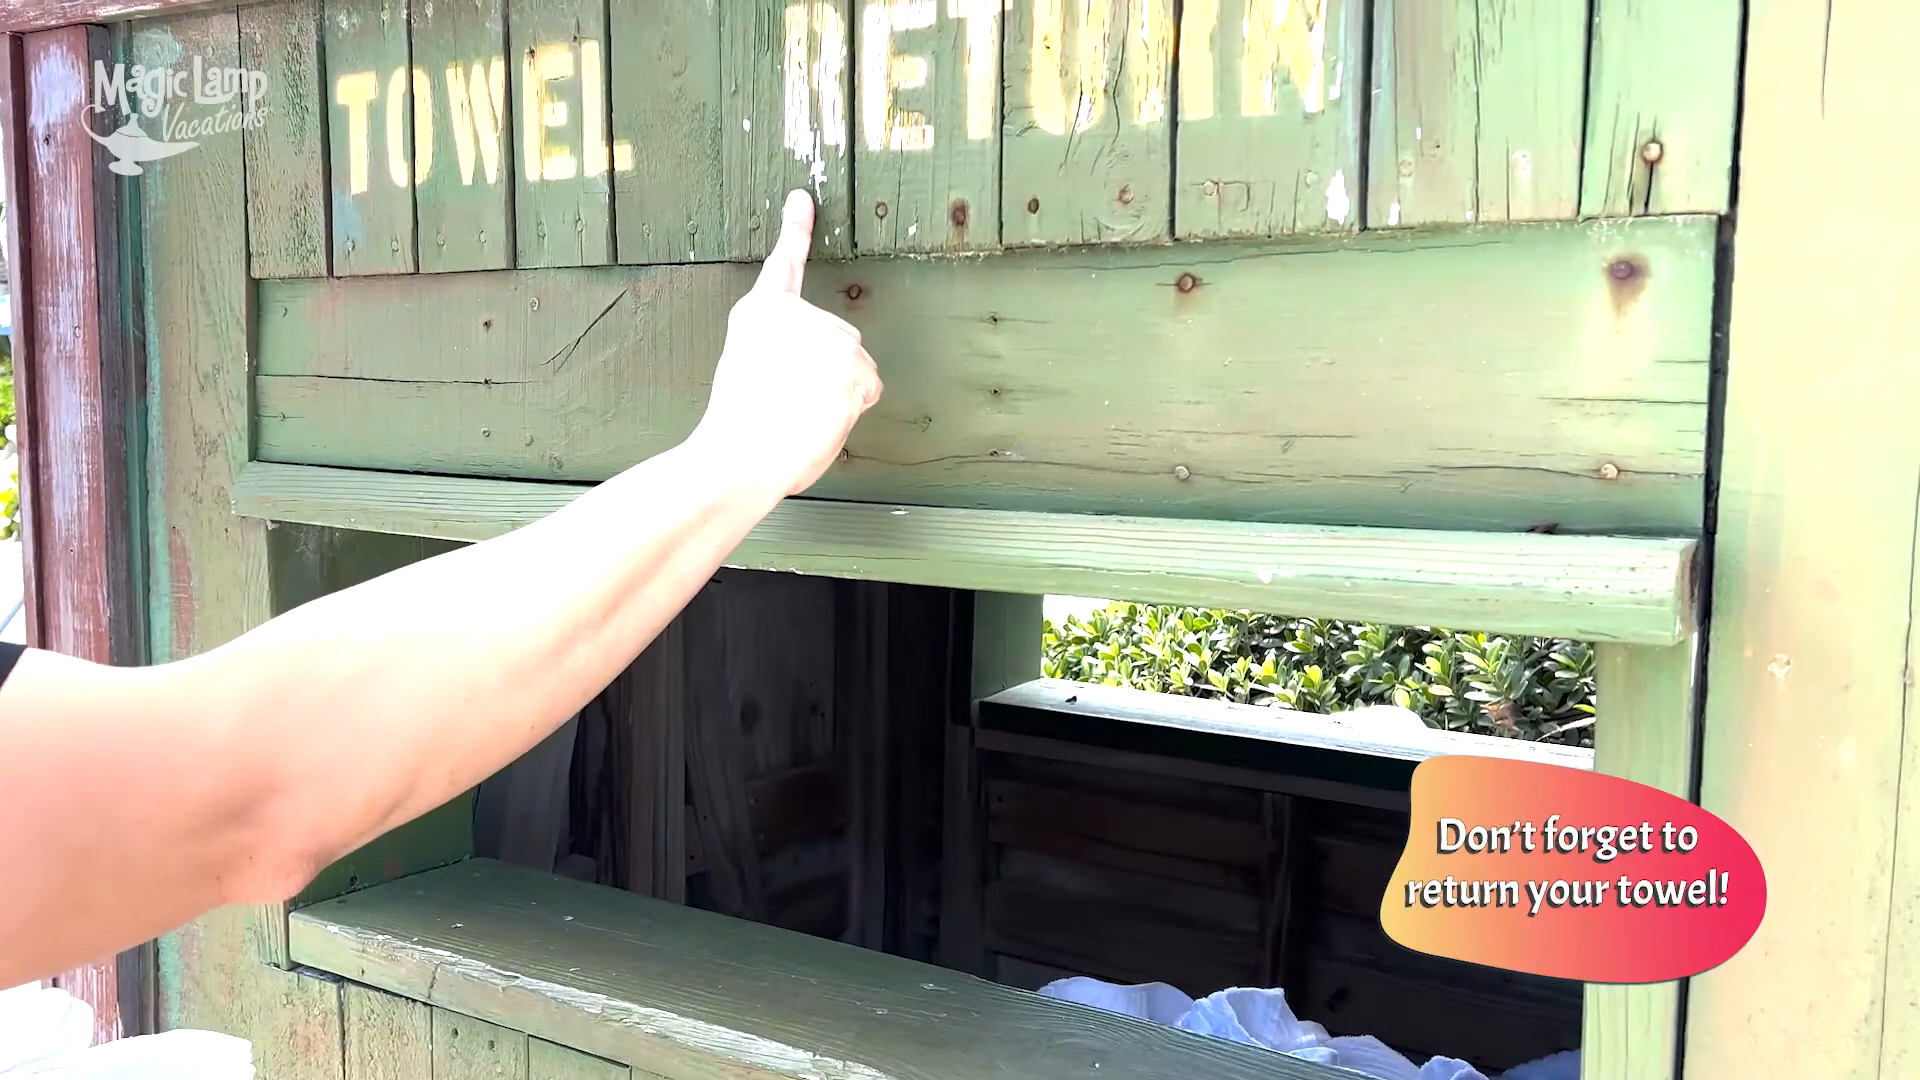 Magic Lamp
Vacations
TOWEL RETURN
Don't forget to
return your towel!